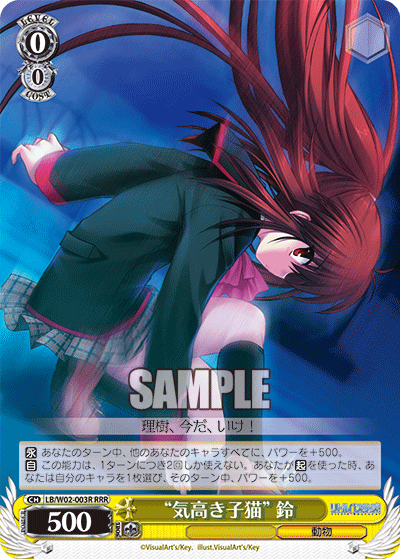 LEVEL
0
0
COST
SAMPLE
理樹、今だ、いけ！
永 あなたのターン中、他のあなたのキャラすべてに、パワーを＋500。
自 この能力は、1ターンにつき2回しか使えない。あなたが起を使った時、あなたは自分のキャラを1枚選び、そのターン中、パワーを＋500。
CH LB/W02-003R RRR
500
“気高き子猫” 鈴
動物
©VisualArt's/Key. illust.VisualArt's/Key